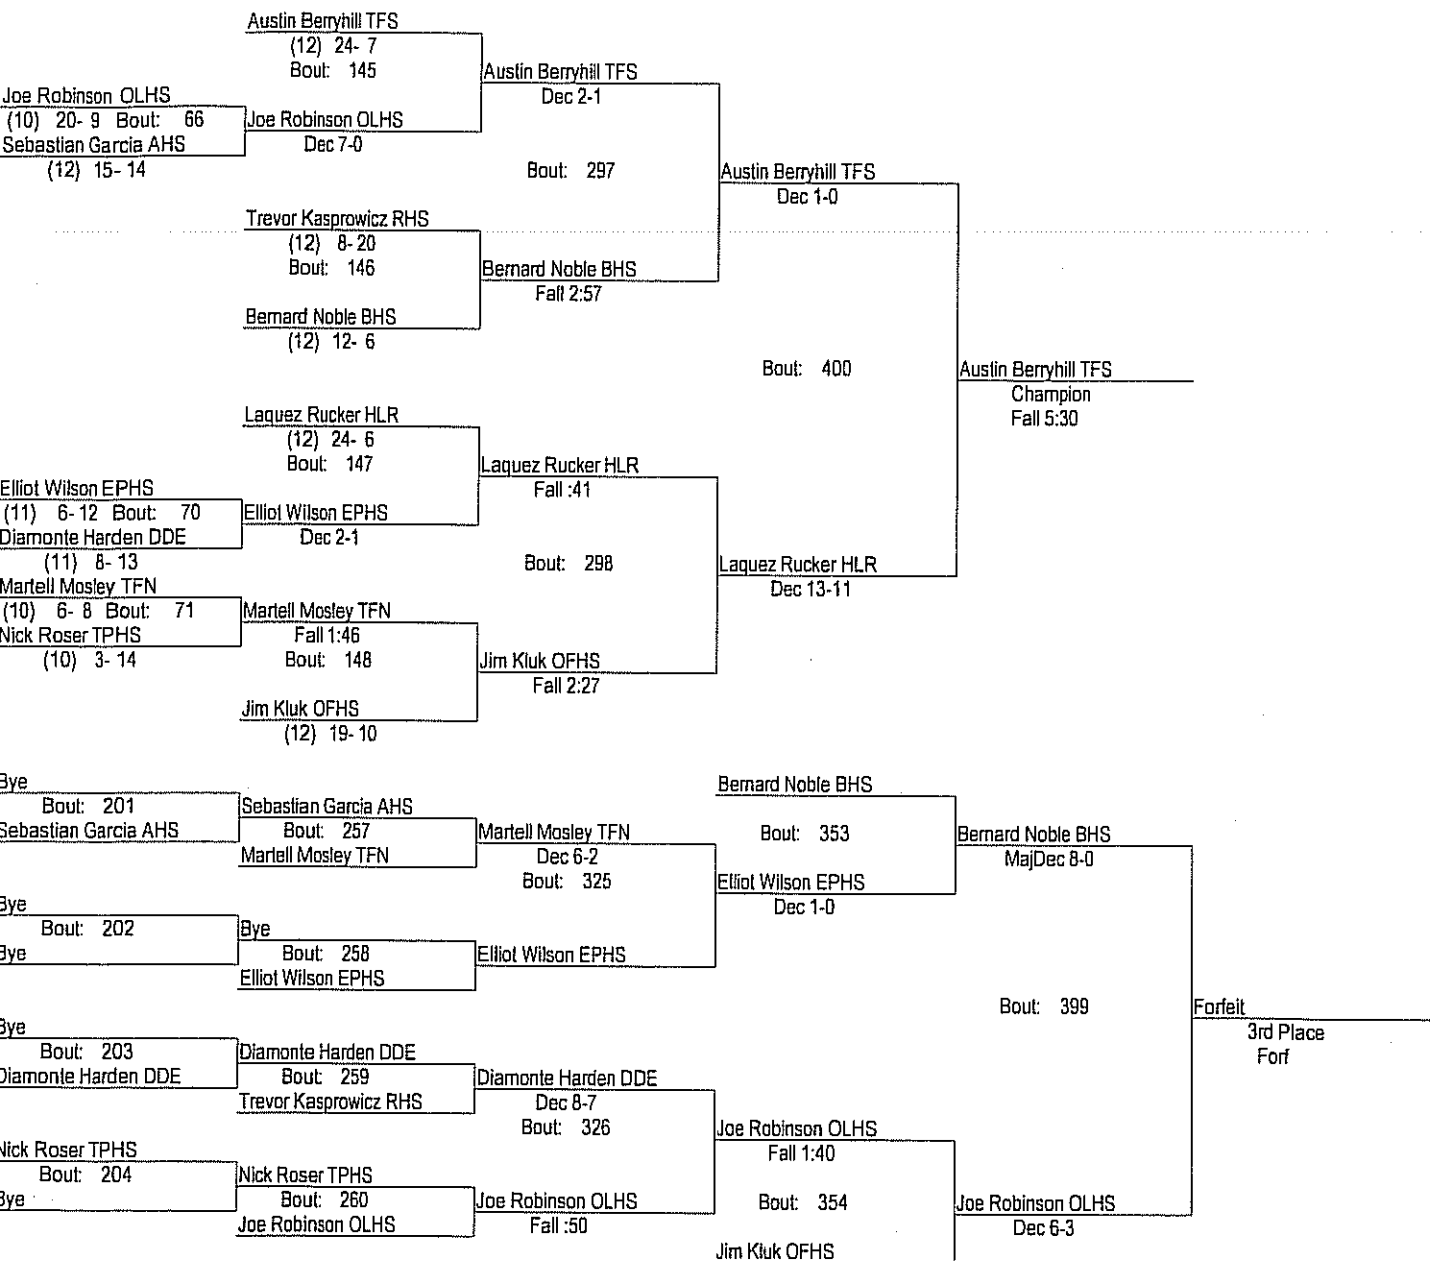 Austin Berryhill TFS
(12) 24- 7
Bout: 145
Austin Berryhill TFS
Dec 2-1
Joe Robinson OLHS
(10) 20- 9 Bout: 66
Sebastian Garcia AHS
(12) 15- 14
Joe Robinson OLHS
Dec 7-0
Bout: 297
Austin Berryhill TFS
Dec 1-0
Trevor Kasprowicz RHS
(12) 8- 20
Bout: 146
Bernard Noble BHS
Fall 2:57
Bernard Noble BHS
(12) 12- 6
Bout: 400
Austin Berryhill TFS
Champion
Fall 5:30
Laquez Rucker HLR
(12) 24- 6
Bout: 147
Laquez Rucker HLR
Fall :41
Elliot Wilson EPHS
(11) 6- 12 Bout: 70
Diamonte Harden DDE
(11) 8- 13
Elliot Wilson EPHS
Dec 2-1
Bout: 298
Laquez Rucker HLR
Dec 13-11
Martell Mosley TFN
(10) 6- 8 Bout: 71
Nick Roser TPHS
(10) 3- 14
Martell Mosley TFN
Fall 1:46
Bout: 148
Jim Kluk OFHS
Fall 2:27
Jim Kluk OFHS
(12) 19- 10
Bye
Bout: 201
Sebastian Garcia AHS
Sebastian Garcia AHS
Bout: 257
Martell Mosley TFN
Martell Mosley TFN
Dec 6-2
Bout: 325
Bernard Noble BHS
Bout: 353
Elliot Wilson EPHS
Dec 1-0
Bernard Noble BHS
MajDec 8-0
Bye
Bout: 202
Bye
Bye
Bout: 258
Elliot Wilson EPHS
Elliot Wilson EPHS
Bout: 399
Forfeit
3rd Place
Forf
Bye
Bout: 203
Diamonte Harden DDE
Diamonte Harden DDE
Bout: 259
Trevor Kasprowicz RHS
Diamonte Harden DDE
Dec 8-7
Bout: 326
Joe Robinson OLHS
Fall 1:40
Bout: 354
Jim Kluk OFHS
Nick Roser TPHS
Bout: 204
Bye
Nick Roser TPHS
Bout: 260
Joe Robinson OLHS
Joe Robinson OLHS
Fall :50
Joe Robinson OLHS
Dec 6-3